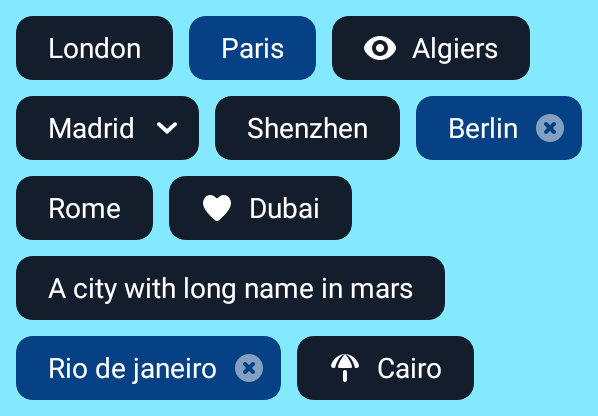 London Paris Algiers
Madrid Shenzhen Berlin
Rome Dubai
A city with long name in mars
Rio de janeiro Cairo